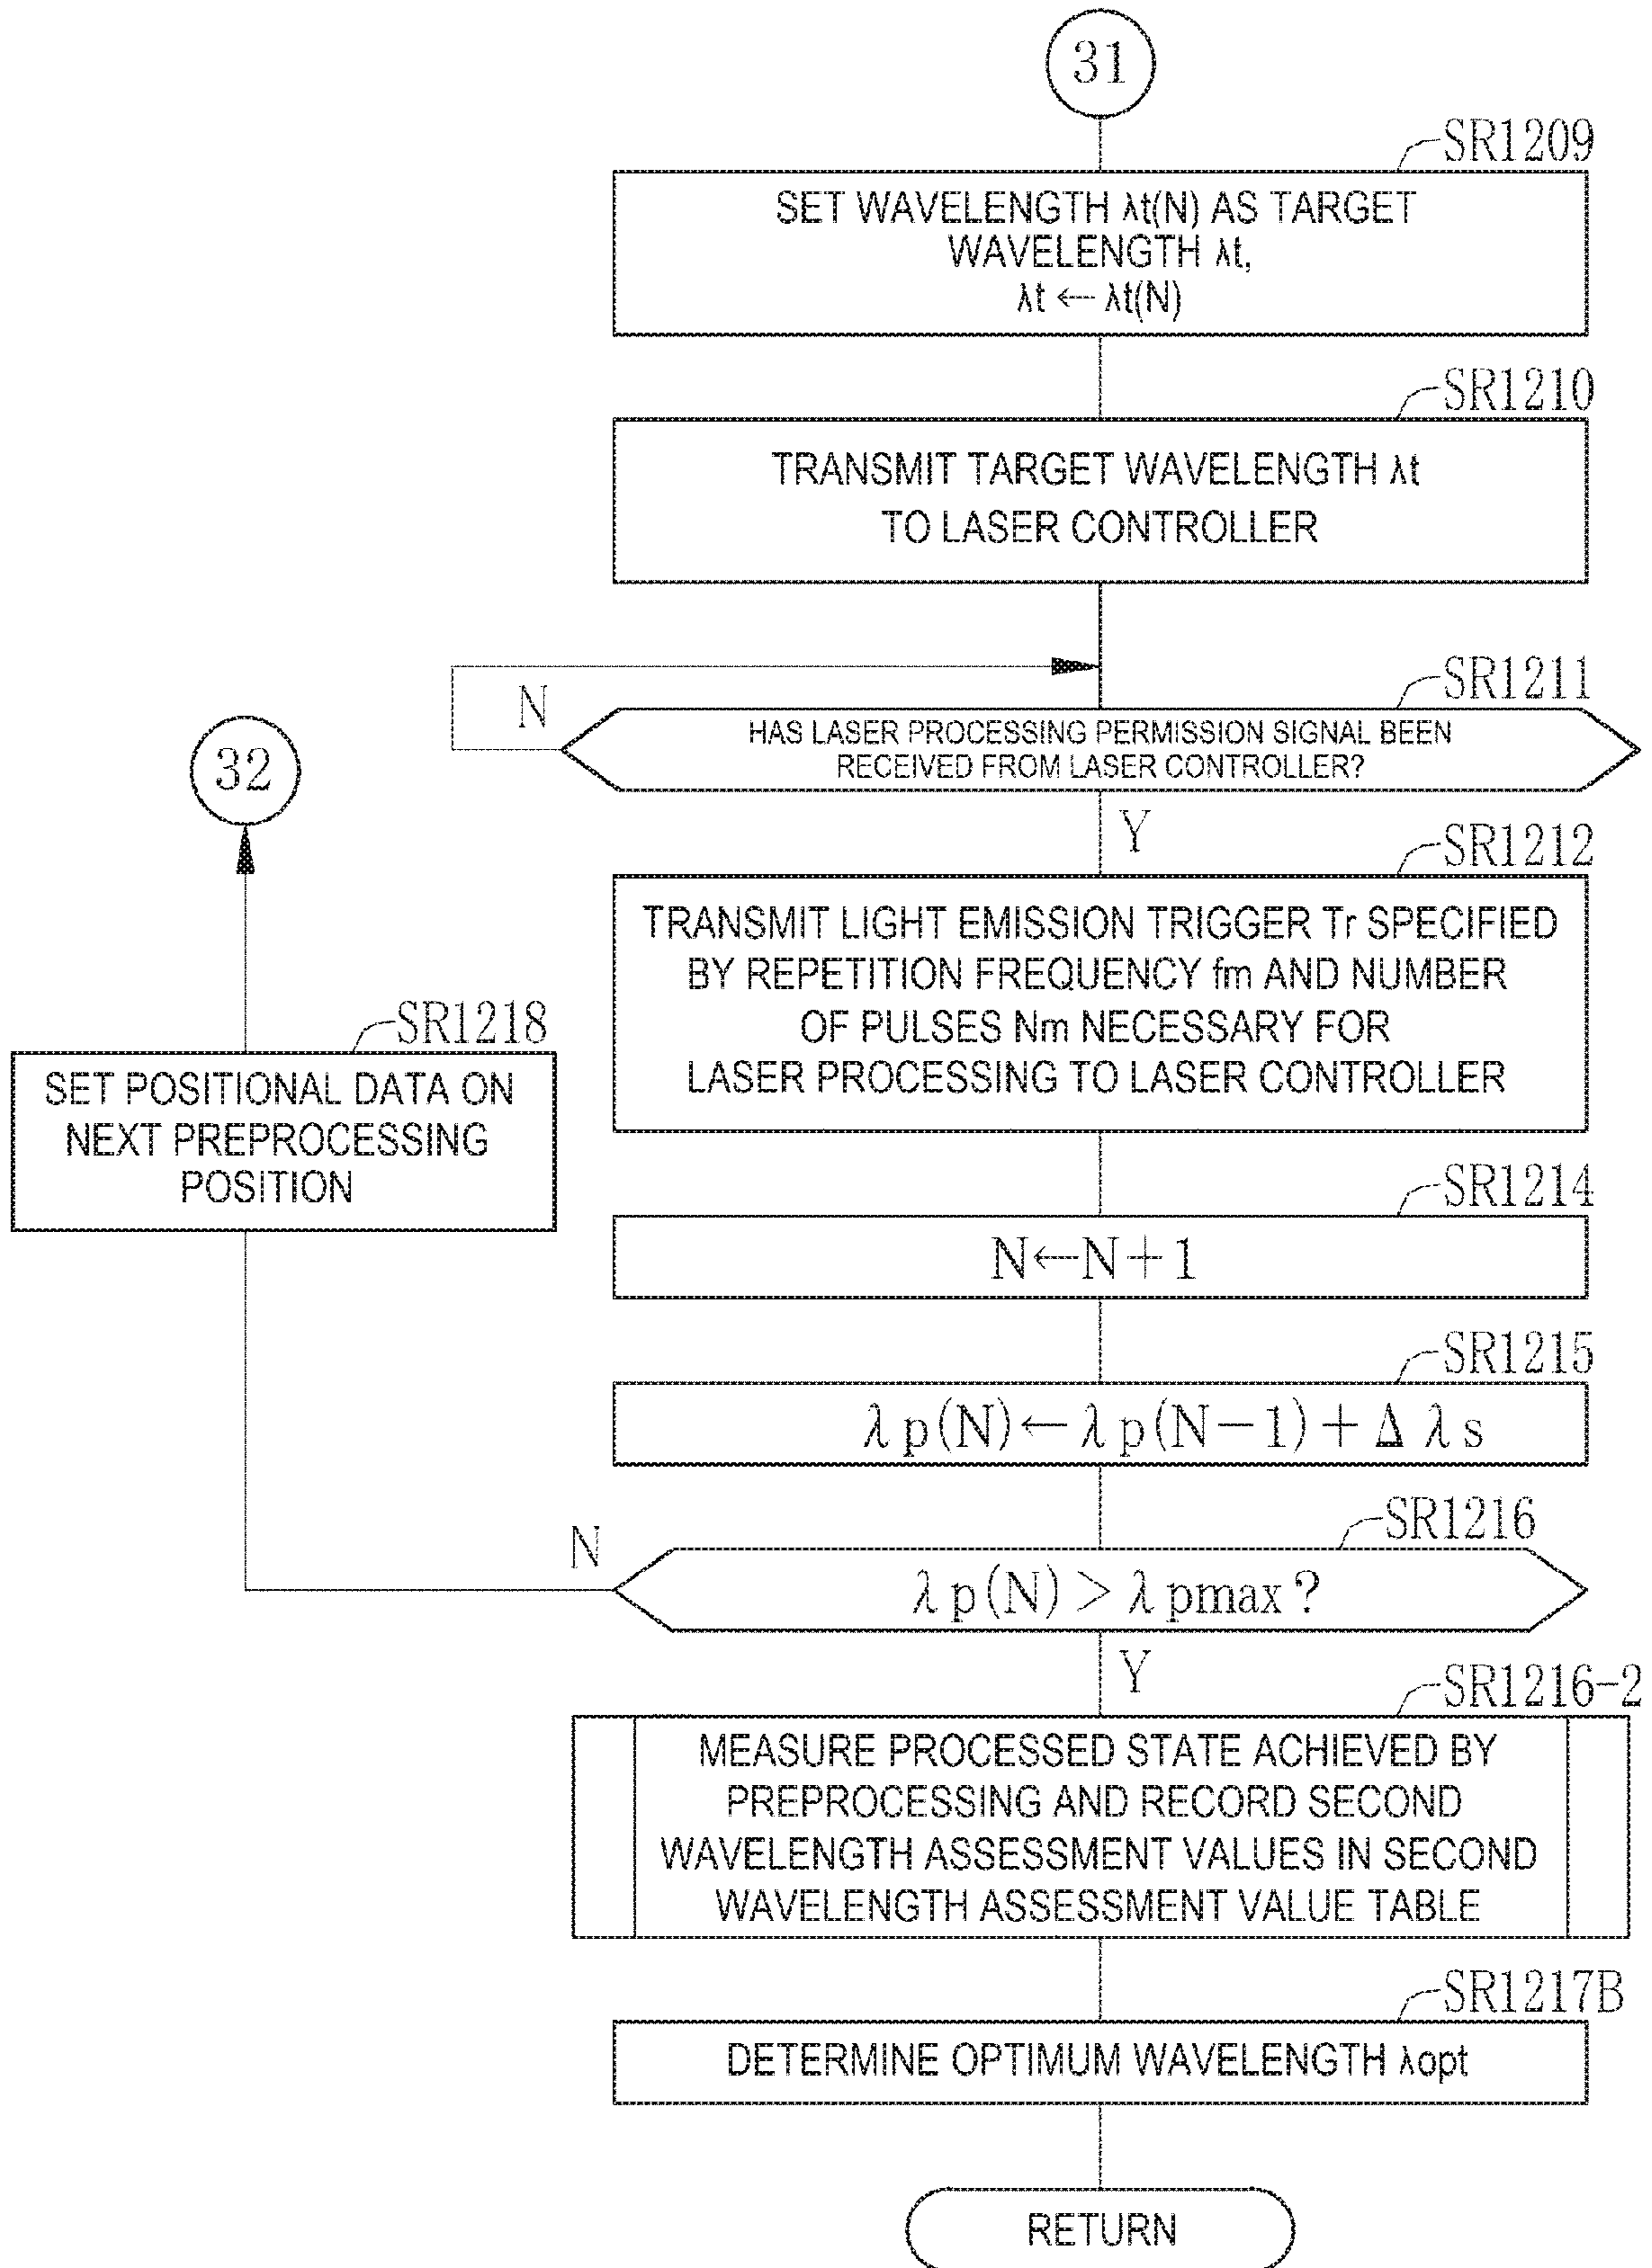 31
SR1209
SET WAVELENGTH λt(N) AS TARGET
WAVELENGTH λt,
λt ← λt(N)
SR1210
TRANSMIT TARGET WAVELENGTH λt
TO LASER CONTROLLER
SR1211
N
HAS LASER PROCESSING PERMISSION SIGNAL BEEN
RECEIVED FROM LASER CONTROLLER?
32
Y
SR1212
TRANSMIT LIGHT EMISSION TRIGGER Tr SPECIFIED
BY REPETITION FREQUENCY fm AND NUMBER
OF PULSES Nm NECESSARY FOR
LASER PROCESSING TO LASER CONTROLLER
SR1218
SET POSITIONAL DATA ON
NEXT PREPROCESSING
POSITION
SR1214
N←N+1
SR1215
λp(N)←λp(N−1)+Δλs
SR1216
N
λp(N)>λpmax?
Y
SR1216-2
MEASURE PROCESSED STATE ACHIEVED BY
PREPROCESSING AND RECORD SECOND
WAVELENGTH ASSESSMENT VALUES IN SECOND
WAVELENGTH ASSESSMENT VALUE TABLE
SR1217B
DETERMINE OPTIMUM WAVELENGTH λopt
RETURN